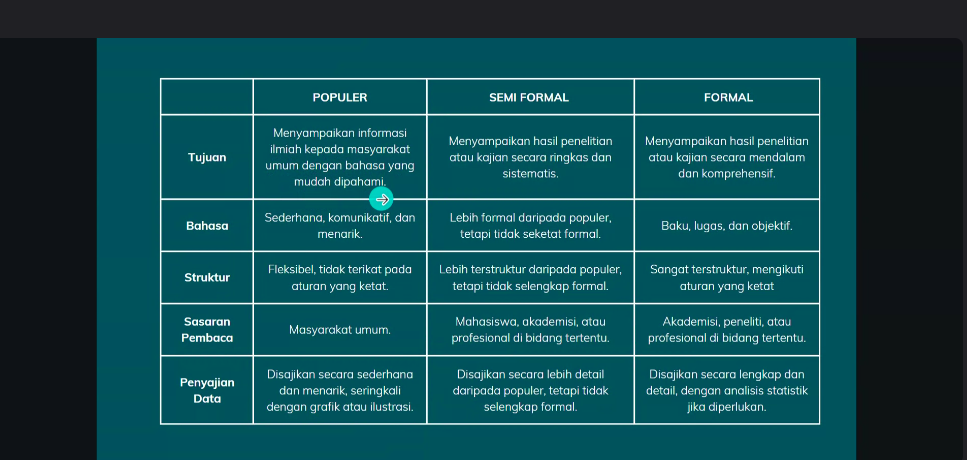 POPULER
SEMI FORMAL
FORMAL
Tujuan
Menyampaikan informasi
ilmiah kepada masyarakat
umum dengan bahasa yang
mudah dipahami.
Menyampaikan hasil penelitian
atau kajian secara ringkas dan
sistematis.
Menyampaikan hasil penelitian
atau kajian secara mendalam
dan komprehensif.
Bahasa
Sederhana, komunikatif, dan
menarik.
Lebih formal daripada populer,
tetapi tidak seketat formal.
Baku, lugas, dan objektif.
Struktur
Fleksibel, tidak terikat pada
aturan yang ketat.
Lebih terstruktur daripada populer,
tetapi tidak selengkap formal.
Sangat terstruktur, mengikuti
aturan yang ketat
Sasaran
Pembaca
Masyarakat umum.
Mahasiswa, akademisi, atau
profesional di bidang tertentu.
Akademisi, peneliti, atau
profesional di bidang tertentu.
Penyajian
Data
Disajikan secara sederhana
dan menarik, seringkali
dengan grafik atau ilustrasi.
Disajikan secara lebih detail
daripada populer, tetapi tidak
selengkap formal.
Disajikan secara lengkap dan
detail, dengan analisis statistik
jika diperlukan.